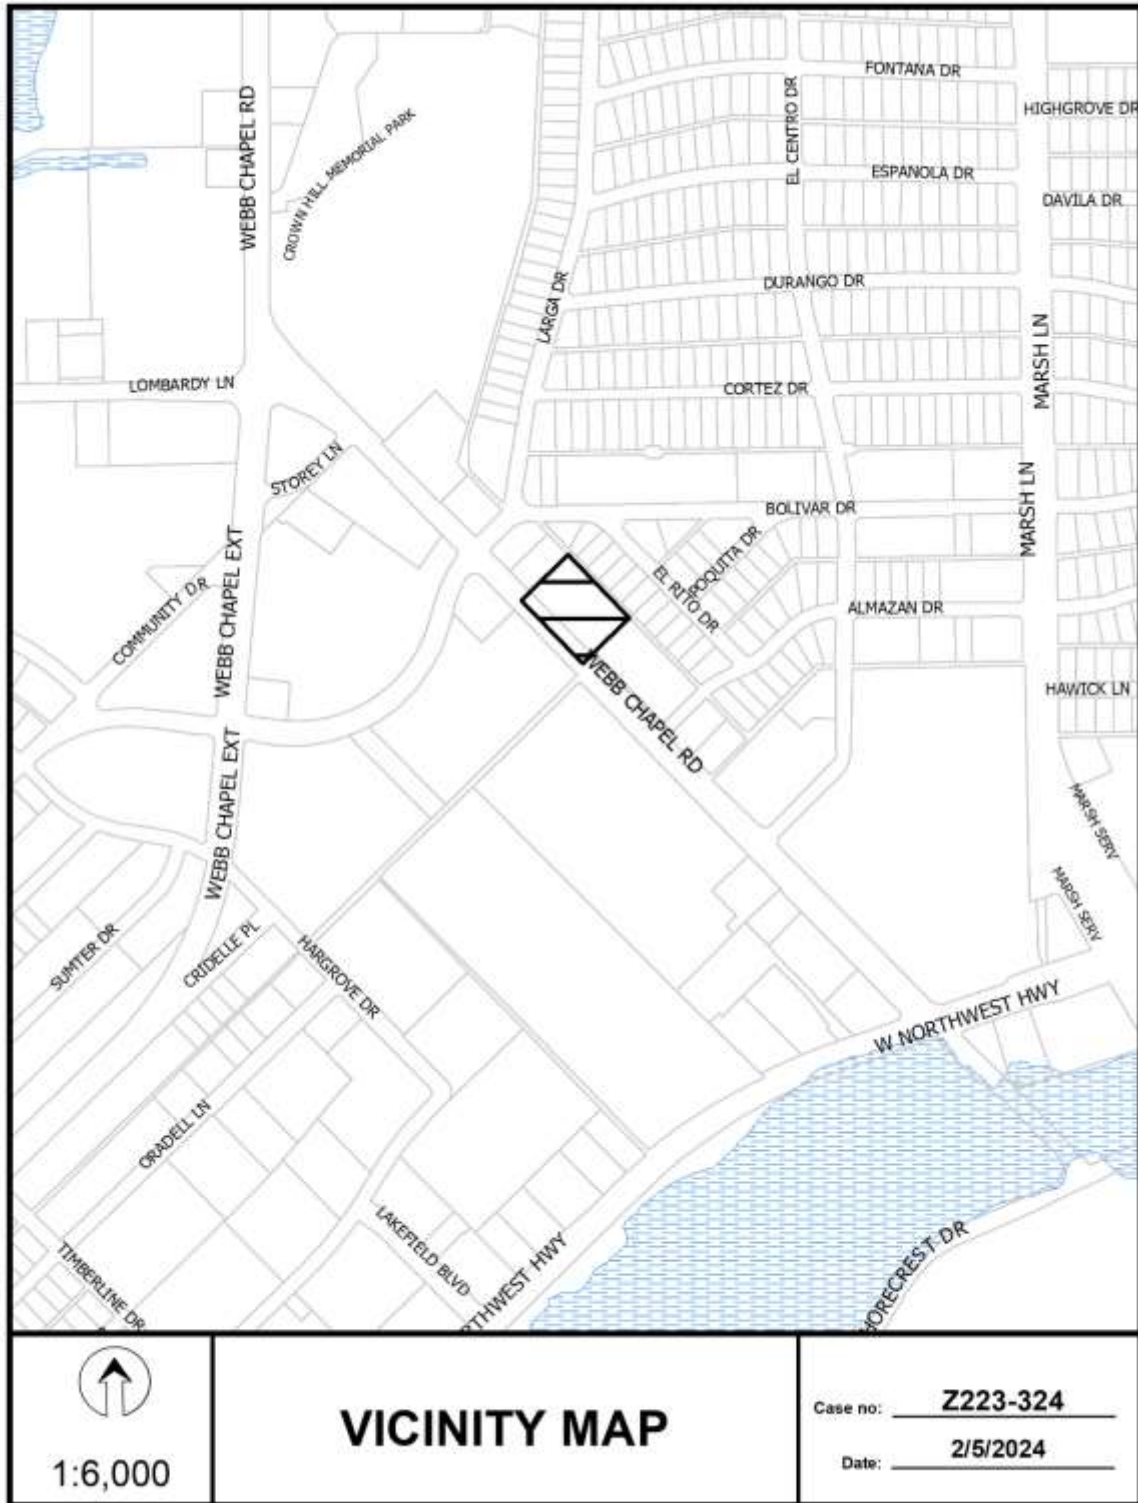 FONTANA DR
HIGHGROVE DR
EL CENTRO DR
WEBB CHAPEL RD
CROWN HILL MEMORIAL PARK
ESPANOLA DR
DAVILA DR
DURANGO DR
LARGA DR
MARSH LN
LOMBARDY LN
CORTEZ DR
STOREY LN
MARSH LN
BOLIVAR DR
WEBB CHAPEL EXT
POQUITA DR
EL RITO DR
COMMUNITY DR
ALMAZAN DR
WEBB CHAPEL RD
HAWICK LN
WEBB CHAPEL EXT
MARSH SERV
MARSH SERV
SUMTER DR
CRIDELLE PL
HARGROVE DR
W NORTHWEST HWY
ORADELL LN
LAKEFIELD BLVD
TIMBERLINE DR
RTHWEST HWY
HORECREST DR
1:6,000
VICINITY MAP
Case no: Z223-324
Date: 2/5/2024